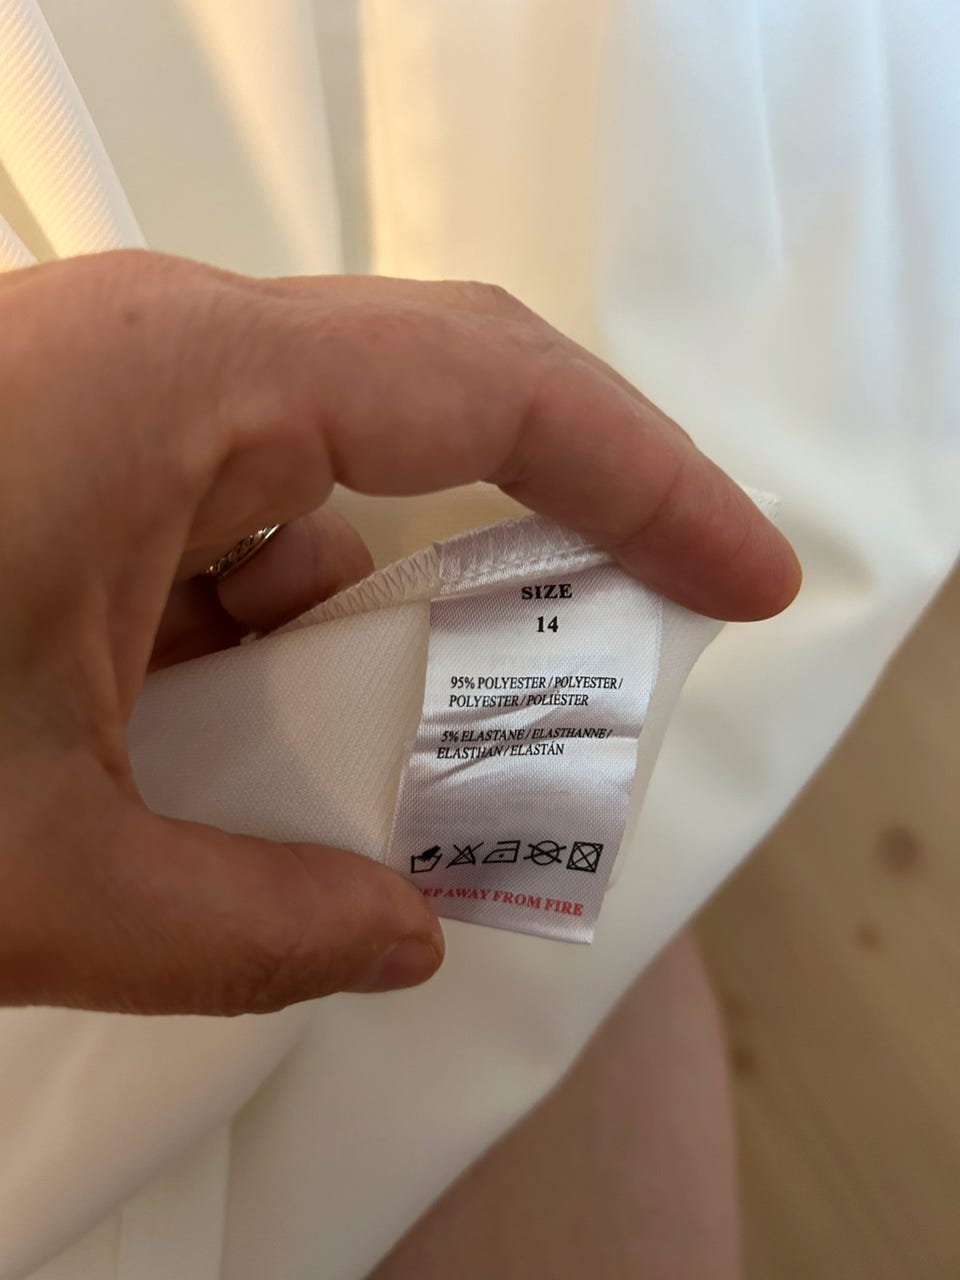 SIZE
14
95% POLYESTER/POLYESTER/
POLYESTER/POLIÉSTER
5% ELASTANE/ELASTHANNE/
ELASTHAN/ELASTÁN
AWAY FROM FIRE